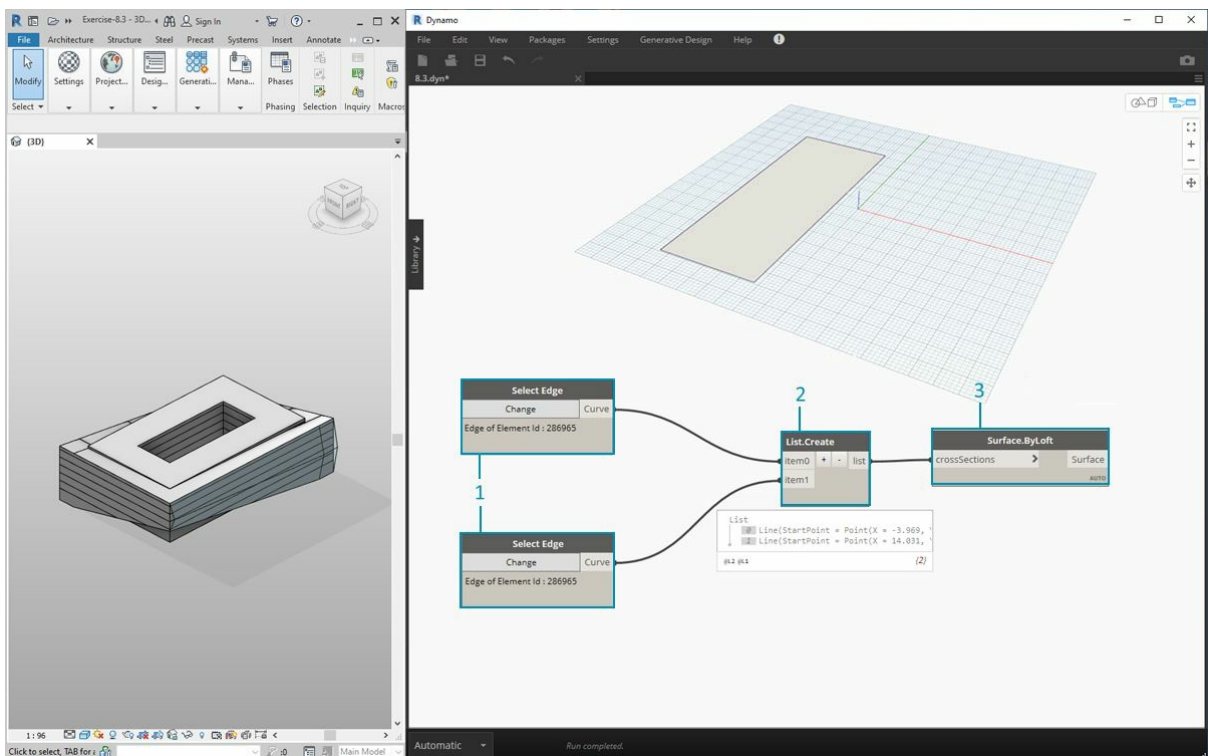 R
Exercise-8.3 - 3D...
Sign In
File Architecture Structure Steel Precast Systems Insert Annotate
Modify Settings Project... Desig... Generati... Mana... Phases
Select Phasing Selection Inquiry Macros
(3D)
1 : 96
Click to select, TAB for a :0 Main Model
R Dynamo
File Edit View Packages Settings Generative Design Help
8.3.dyn*
Library
Select Edge
Change Curve
Edge of Element Id : 286965
1
Select Edge
Change Curve
Edge of Element Id : 286965
2
List.Create
item0 + - list
item1
List
0 Line(StartPoint = Point(X = -3.969,
Line(StartPoint = Point(X = 14.031,
@L2 @L1 {2}
3
Surface.ByLoft
crossSections > Surface
AUTO
Automatic Run completed.